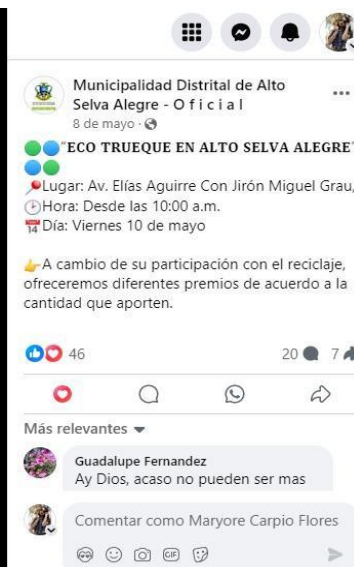 Municipalidad Distrital de Alto
Selva Alegre - O f i c i a l
8 de mayo ·
"ECO TRUEQUE EN ALTO SELVA ALEGRE"
Lugar: Av. Elías Aguirre Con Jirón Miguel Grau,
Hora: Desde las 10:00 a.m.
Día: Viernes 10 de mayo
A cambio de su participación con el reciclaje,
ofreceremos diferentes premios de acuerdo a la
cantidad que aporten.
46 20 7
Más relevantes
Guadalupe Fernandez
Ay Dios, acaso no pueden ser mas
Comentar como Maryore Carpio Flores
GIF